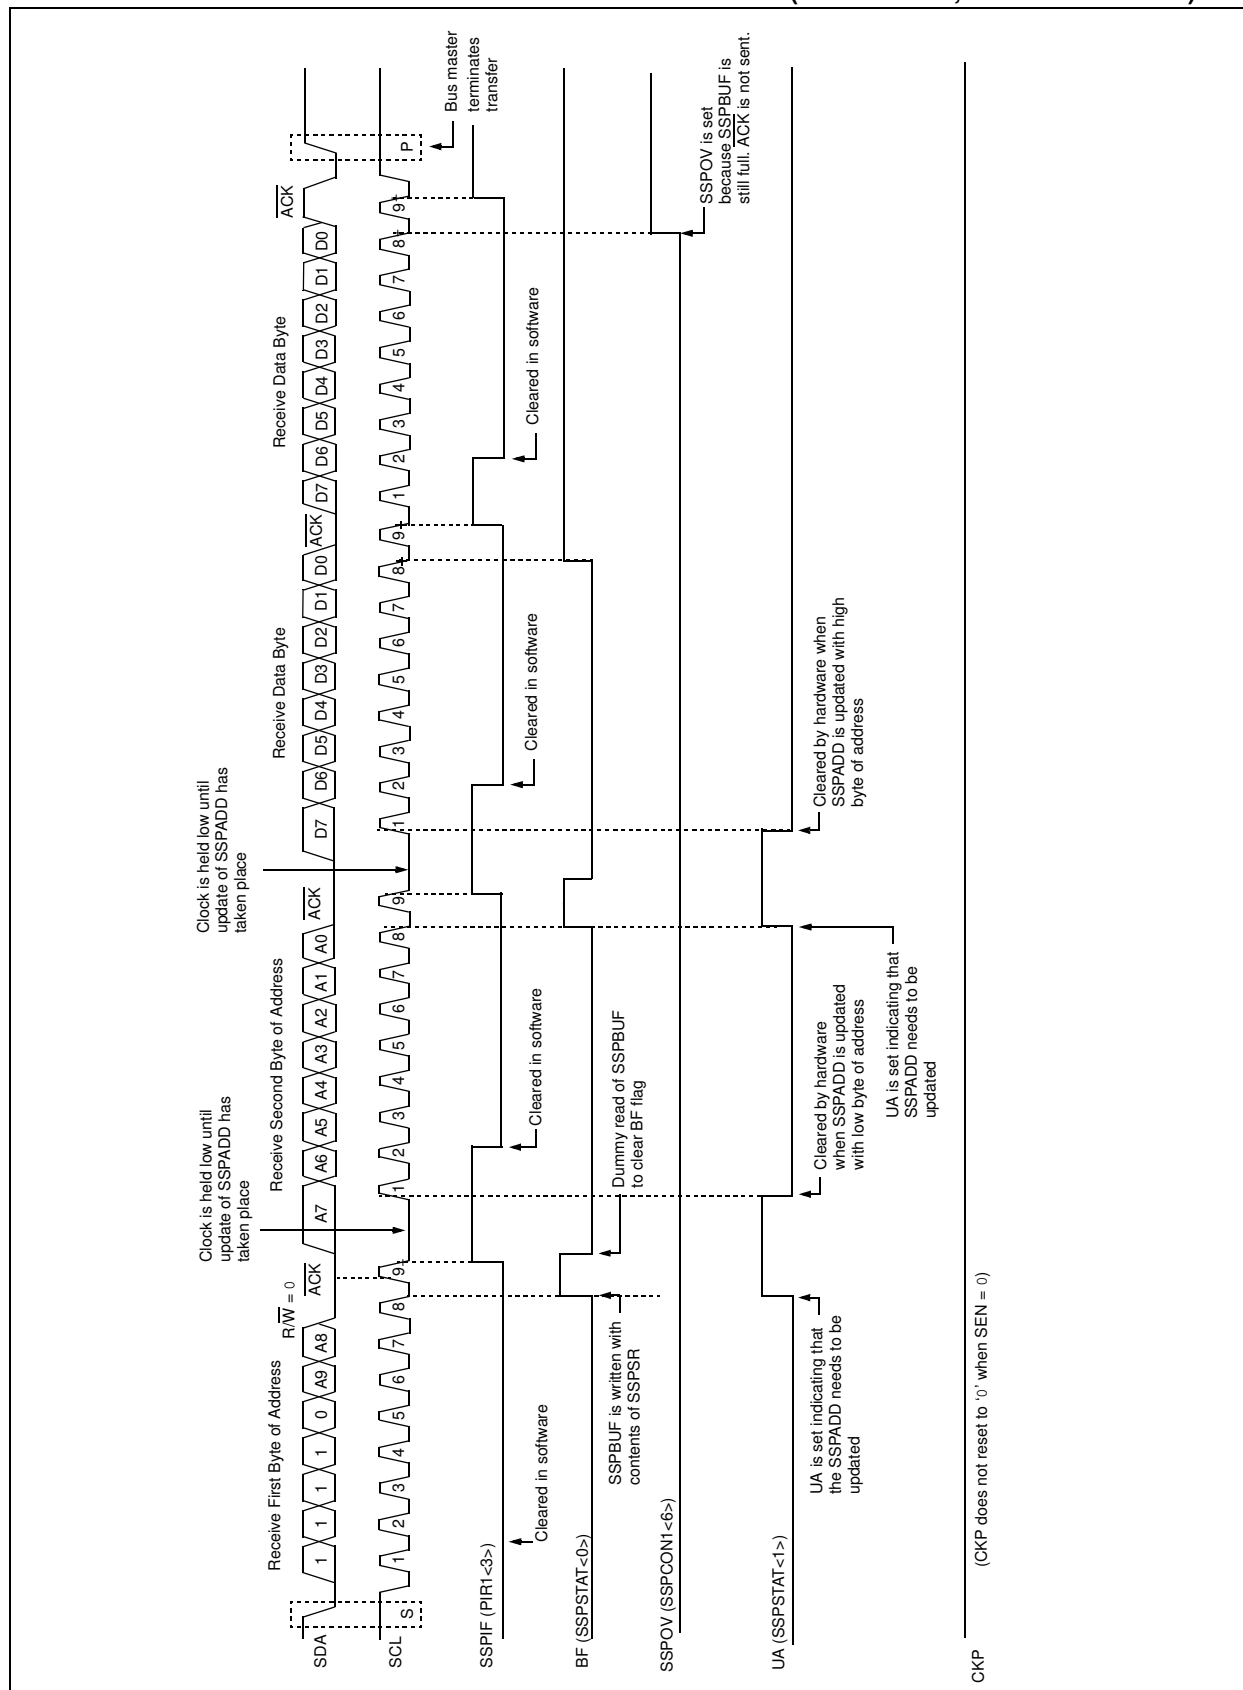 Receive First Byte of Address
R/W = 0
Receive Second Byte of Address
Clock is held low until
update of SSPADD has
taken place
Clock is held low until
update of SSPADD has
taken place
Receive Data Byte
Receive Data Byte
SDA
1 1 1 1 0 A9 A8 ACK A7 A6 A5 A4 A3 A2 A1 A0 ACK D7 D6 D5 D4 D3 D2 D1 D0 ACK D7 D6 D5 D4 D3 D2 D1 D0 ACK
SCL
S 1 2 3 4 5 6 7 8 9 1 2 3 4 5 6 7 8 9 1 2 3 4 5 6 7 8 9 1 2 3 4 5 6 7 8 9 P
Bus master
terminates
transfer
SSPIF (PIR1<3>)
Cleared in software
Cleared in software
Cleared in software
Cleared in software
BF (SSPSTAT<0>)
SSPBUF is written with
contents of SSPSR
Dummy read of SSPBUF
to clear BF flag
SSPOV (SSPCON1<6>)
SSPOV is set
because SSPBUF is
still full. ACK is not sent.
UA (SSPSTAT<1>)
UA is set indicating that
the SSPADD needs to be
updated
Cleared by hardware
when SSPADD is updated
with low byte of address
UA is set indicating that
SSPADD needs to be
updated
Cleared by hardware when
SSPADD is updated with high
byte of address
CKP
(CKP does not reset to ‘0’ when SEN = 0)